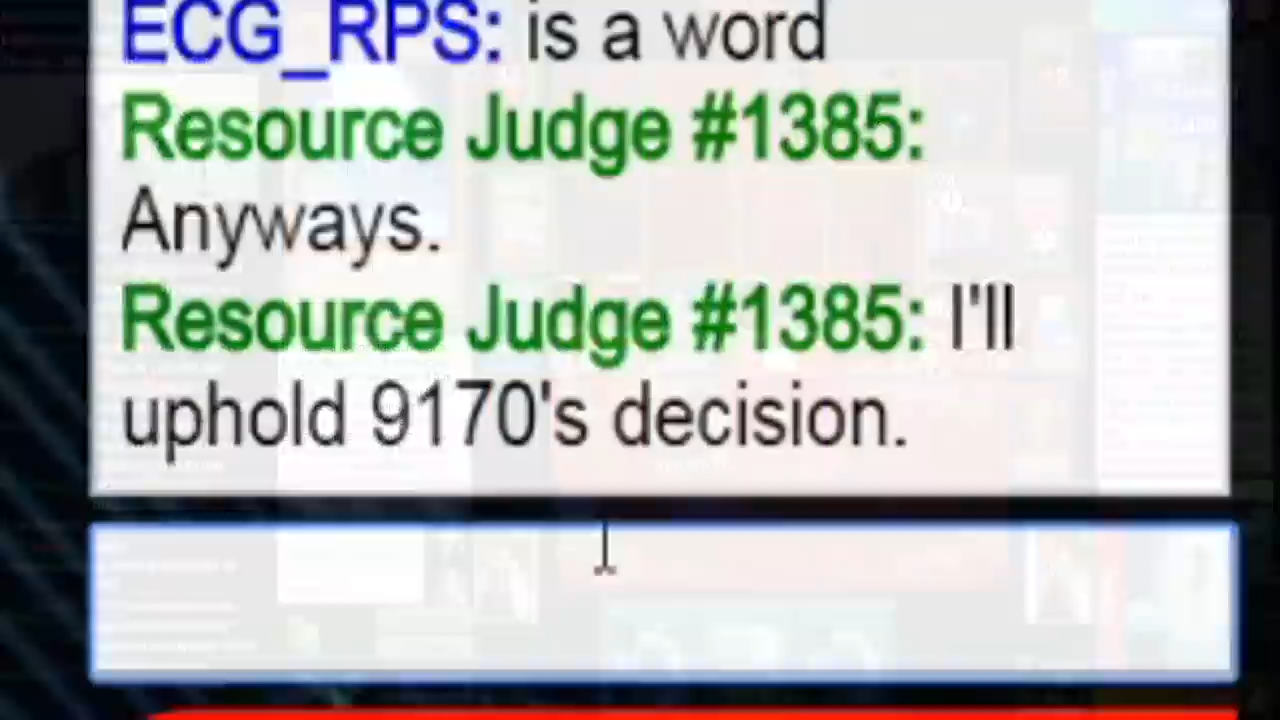 ECG_RPS: is a word
Resource Judge #1385:
Anyways.
Resource Judge #1385: I'll
uphold 9170's decision.